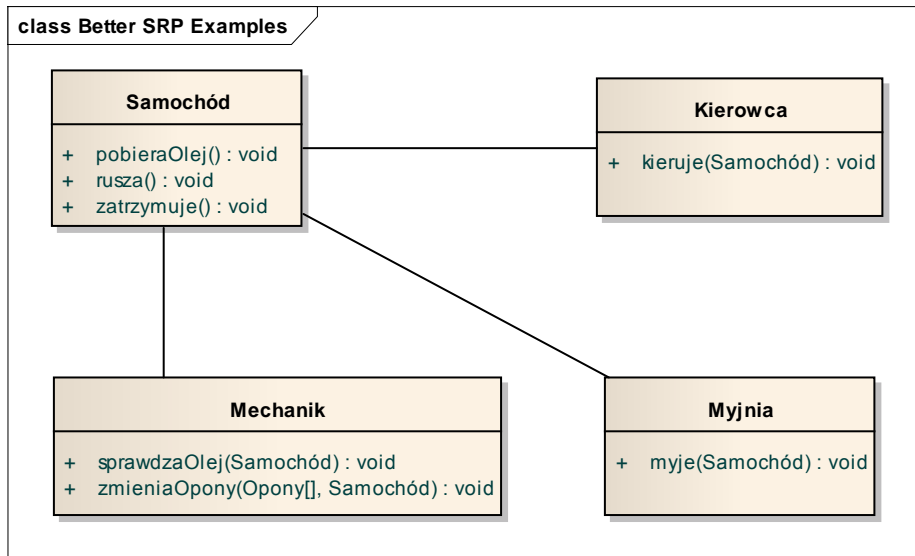 class Better SRP Examples
Samochód
+ pobieraOlej() : void
+ rusza() : void
+ zatrzymuje() : void
Kierowca
+ kieruje(Samochód) : void
Mechanik
+ sprawdzaOlej(Samochód) : void
+ zmieniaOpony(Opony[], Samochód) : void
Myjnia
+ myje(Samochód) : void